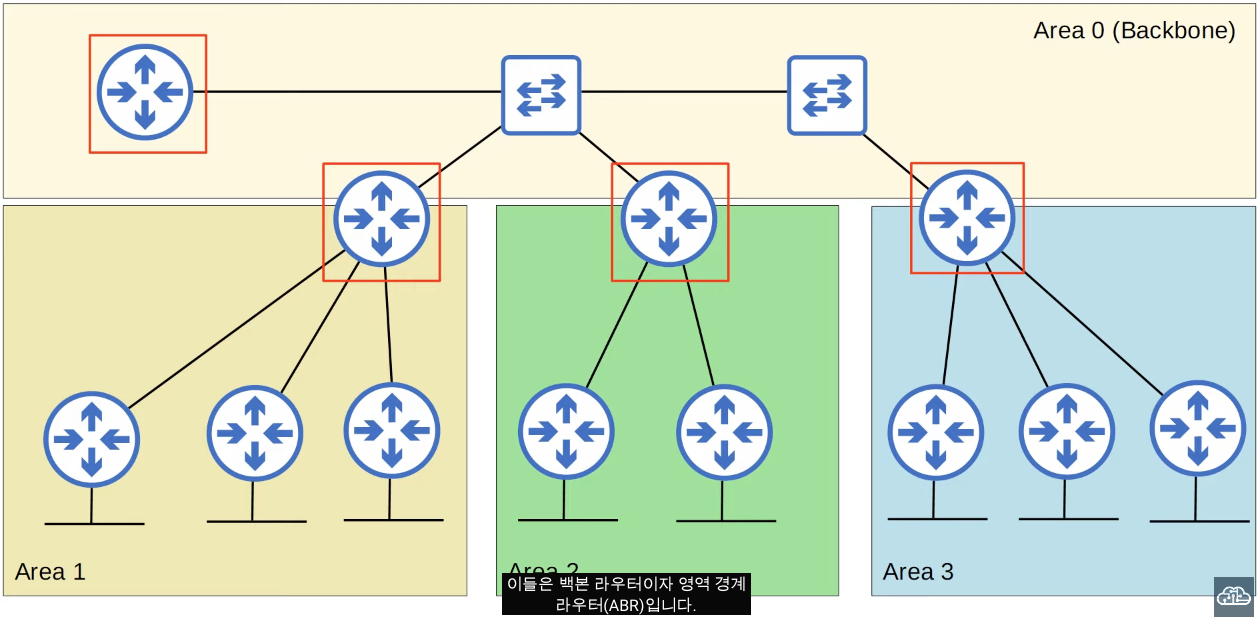 Area 0 (Backbone)
Area 1
Area 2
Area 3
이들은 백본 라우터이자 영역 경계
라우터(ABR)입니다.